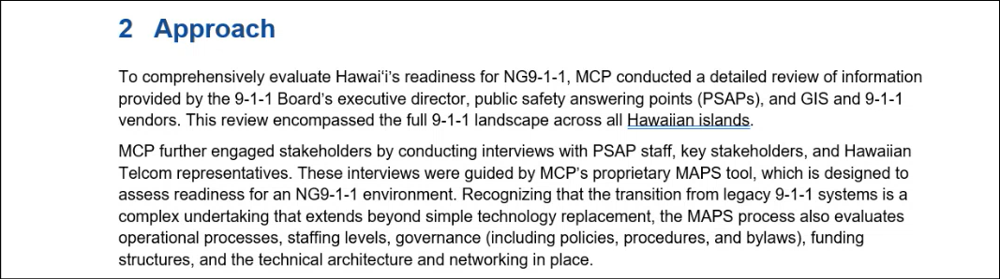 2 Approach
To comprehensively evaluate Hawaiʻi’s readiness for NG9-1-1, MCP conducted a detailed review of information
provided by the 9-1-1 Board’s executive director, public safety answering points (PSAPs), and GIS and 9-1-1
vendors. This review encompassed the full 9-1-1 landscape across all Hawaiian islands.
MCP further engaged stakeholders by conducting interviews with PSAP staff, key stakeholders, and Hawaiian
Telcom representatives. These interviews were guided by MCP’s proprietary MAPS tool, which is designed to
assess readiness for an NG9-1-1 environment. Recognizing that the transition from legacy 9-1-1 systems is a
complex undertaking that extends beyond simple technology replacement, the MAPS process also evaluates
operational processes, staffing levels, governance (including policies, procedures, and bylaws), funding
structures, and the technical architecture and networking in place.